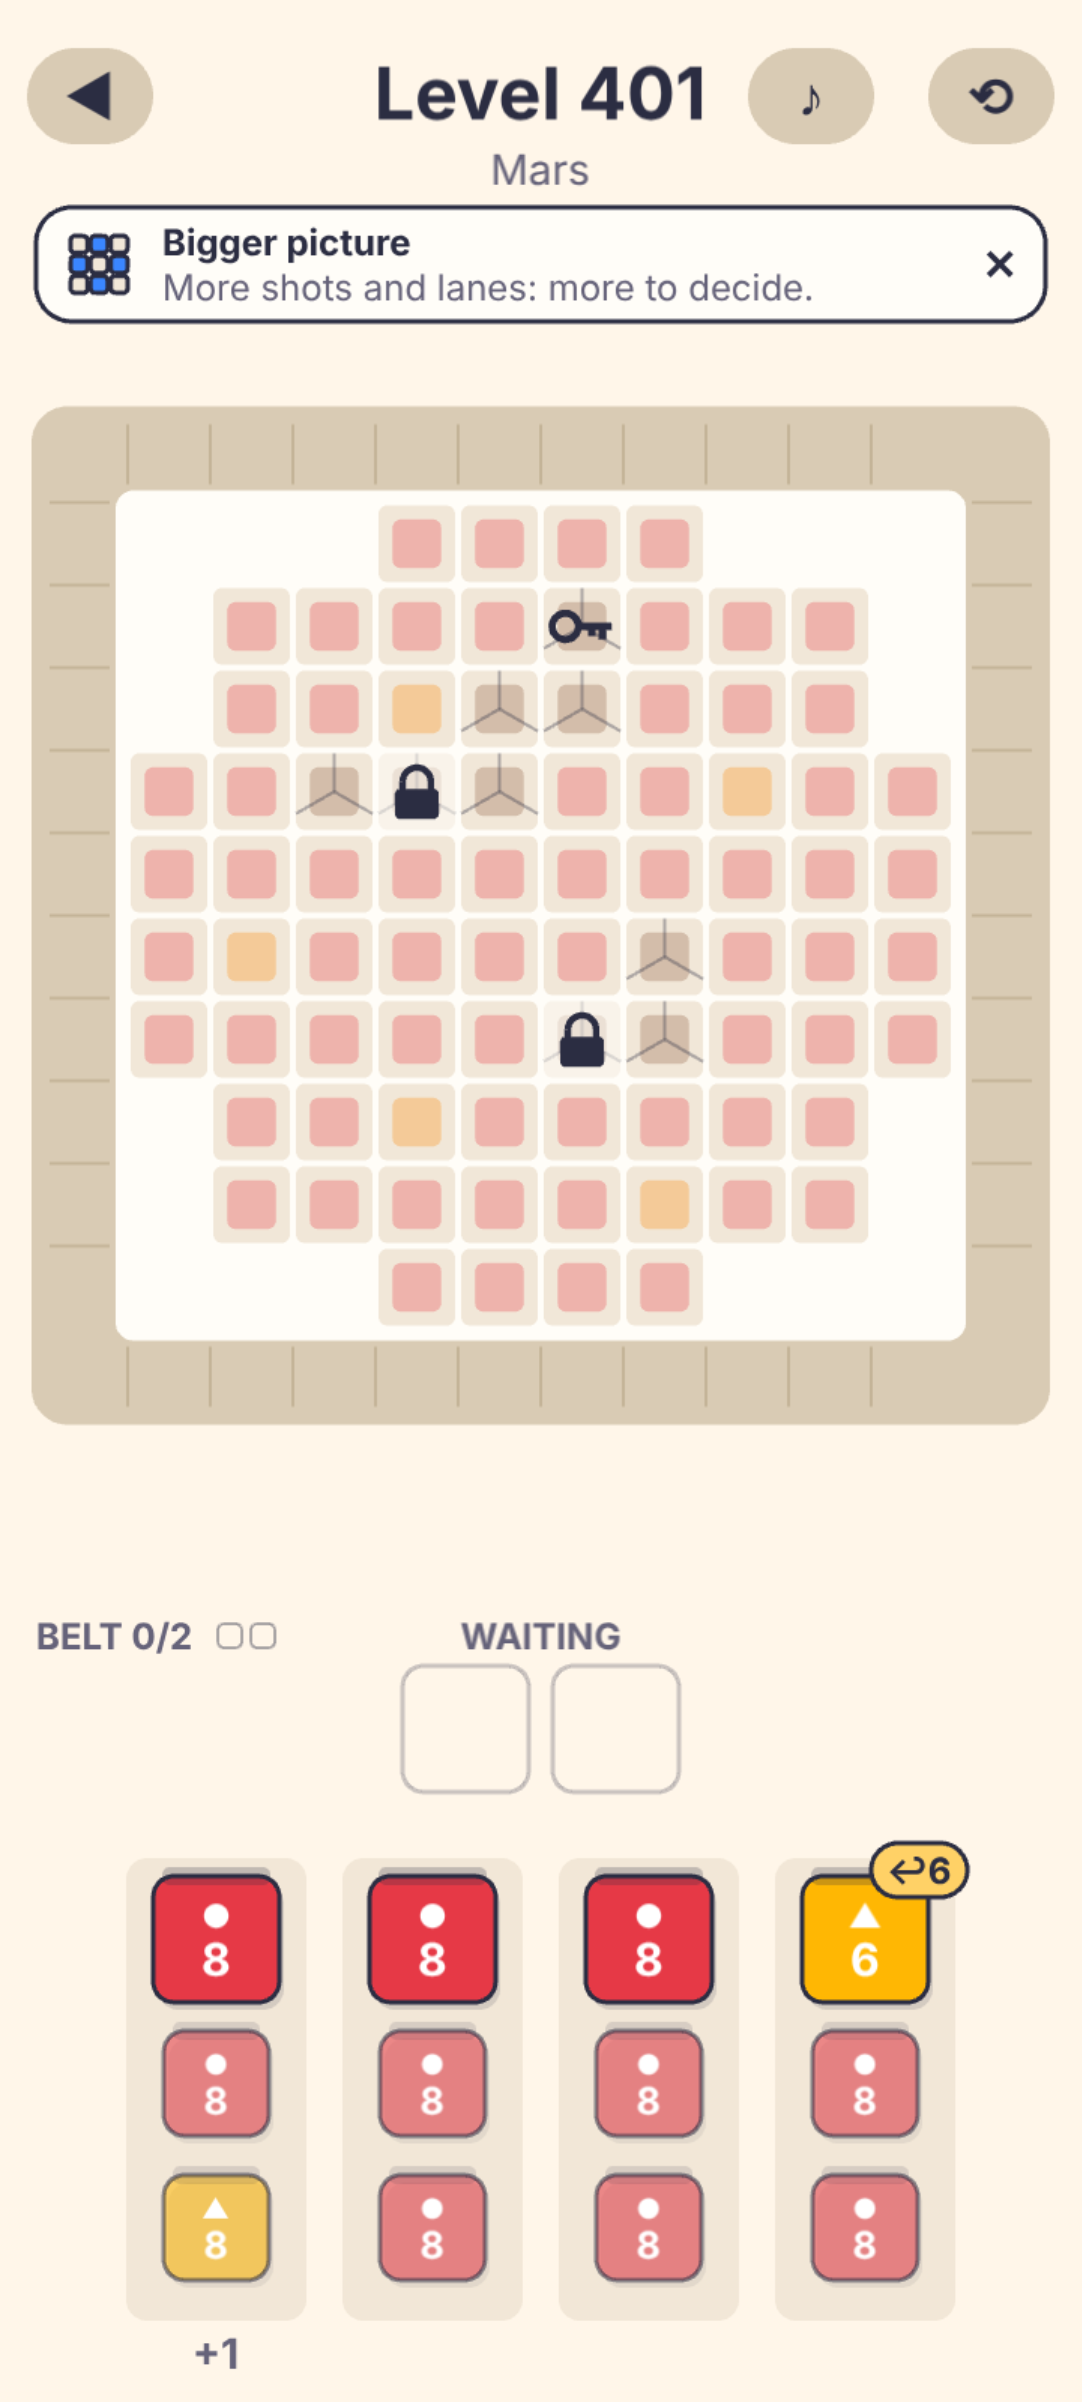 Level 401
Mars
Bigger picture
More shots and lanes: more to decide.
BELT 0/2
WAITING
6
8 8 8 6
8 8 8 8
8 8 8 8
+1